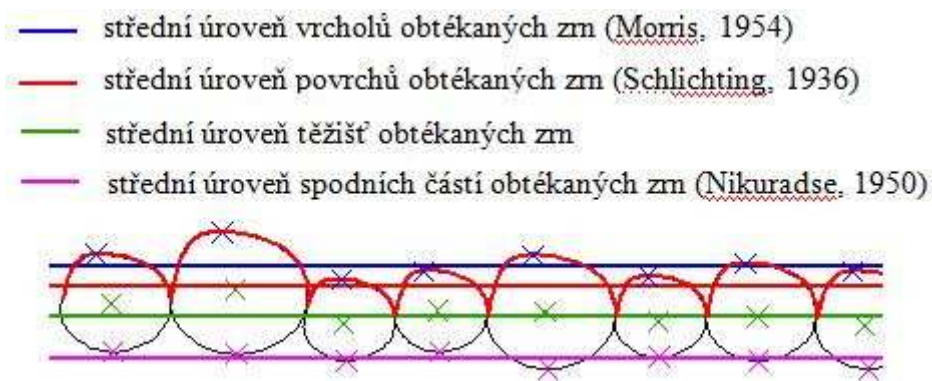 střední úroveň vrcholů obtékaných zrn (Morris, 1954)
střední úroveň povrchů obtékaných zrn (Schlichting, 1936)
střední úroveň těžišť obtékaných zrn
střední úroveň spodních částí obtékaných zrn (Nikuradse, 1950)